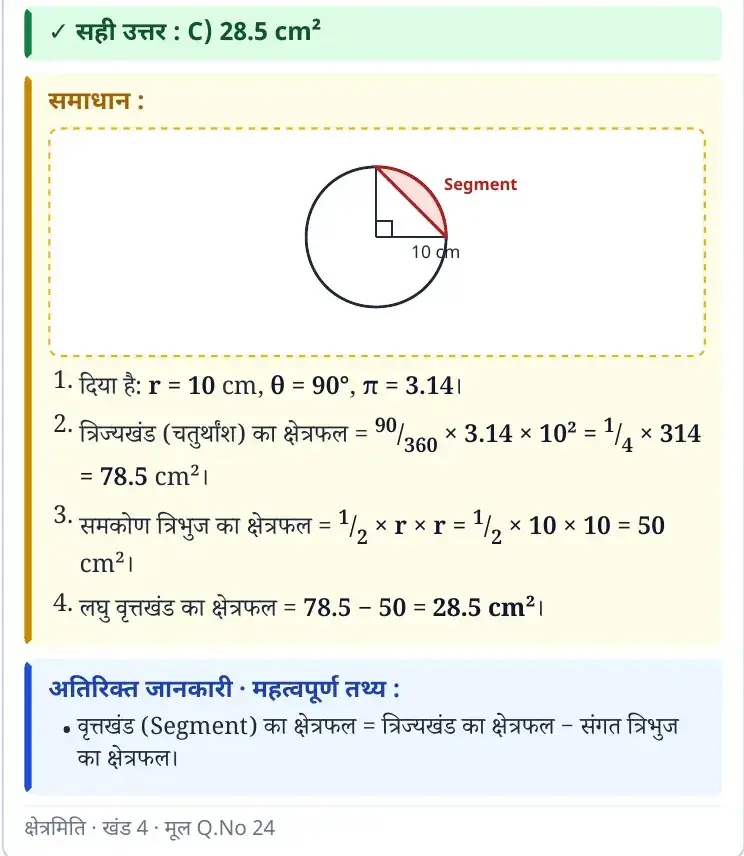 ✓ सही उत्तर : C) 28.5 cm²
समाधान :
Segment
10 cm
1. दिया है: r = 10 cm, θ = 90°, π = 3.14।
2. त्रिज्यखंड (चतुर्थांश) का क्षेत्रफल = 90/360 × 3.14 × 10² = 1/4 × 314
= 78.5 cm²।
3. समकोण त्रिभुज का क्षेत्रफल = 1/2 × r × r = 1/2 × 10 × 10 = 50
cm²।
4. लघु वृत्तखंड का क्षेत्रफल = 78.5 − 50 = 28.5 cm²।
अतिरिक्त जानकारी · महत्वपूर्ण तथ्य :
• वृत्तखंड (Segment) का क्षेत्रफल = त्रिज्यखंड का क्षेत्रफल − संगत त्रिभुज
का क्षेत्रफल।
क्षेत्रमिति · खंड 4 · मूल Q.No 24